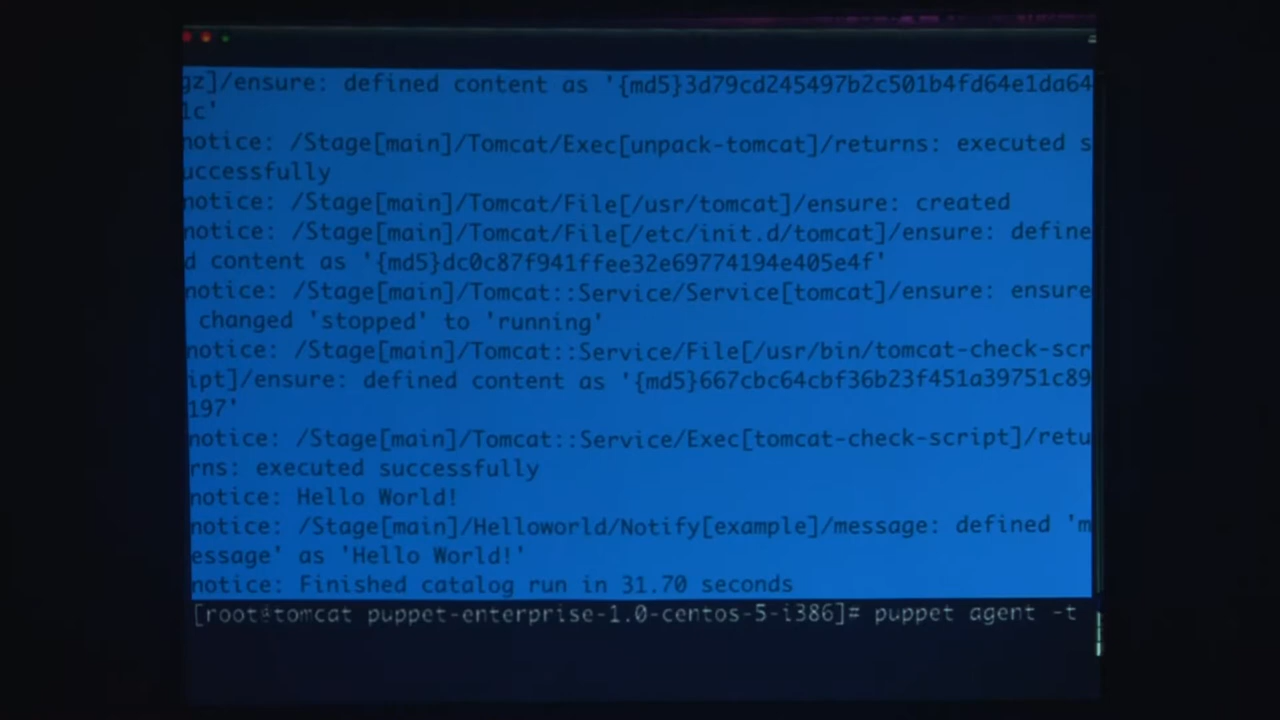 gz]/ensure: defined content as '{md5}3d79cd245497b2c501b4fd64e1da64
1c'
notice: /Stage[main]/Tomcat/Exec[unpack-tomcat]/returns: executed s
uccessfully
notice: /Stage[main]/Tomcat/File[/usr/tomcat]/ensure: created
notice: /Stage[main]/Tomcat/File[/etc/init.d/tomcat]/ensure: define
d content as '{md5}dc0c87f941ffee32e69774194e405e4f'
notice: /Stage[main]/Tomcat::Service/Service[tomcat]/ensure: ensure
changed 'stopped' to 'running'
notice: /Stage[main]/Tomcat::Service/File[/usr/bin/tomcat-check-scr
ipt]/ensure: defined content as '{md5}667cbc64cbf36b23f451a39751c89
197'
notice: /Stage[main]/Tomcat::Service/Exec[tomcat-check-script]/retu
rns: executed successfully
notice: Hello World!
notice: /Stage[main]/Helloworld/Notify[example]/message: defined 'm
essage' as 'Hello World!'
notice: Finished catalog run in 31.70 seconds
[root@tomcat puppet-enterprise-1.0-centos-5-i386]# puppet agent -t